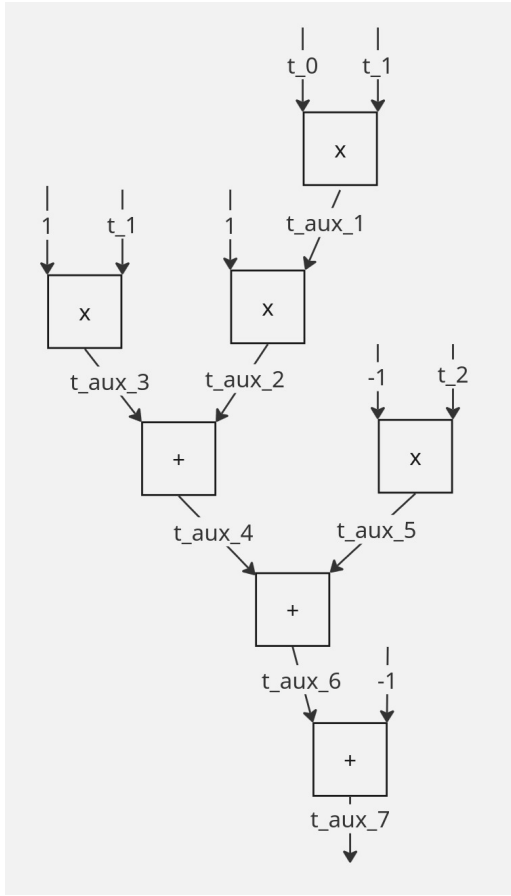 t_0 t_1
x
t_aux_1
1 t_1 1
x x
t_aux_3 t_aux_2
-1 t_2
+ x
t_aux_4 t_aux_5
+
t_aux_6 -1
+
t_aux_7